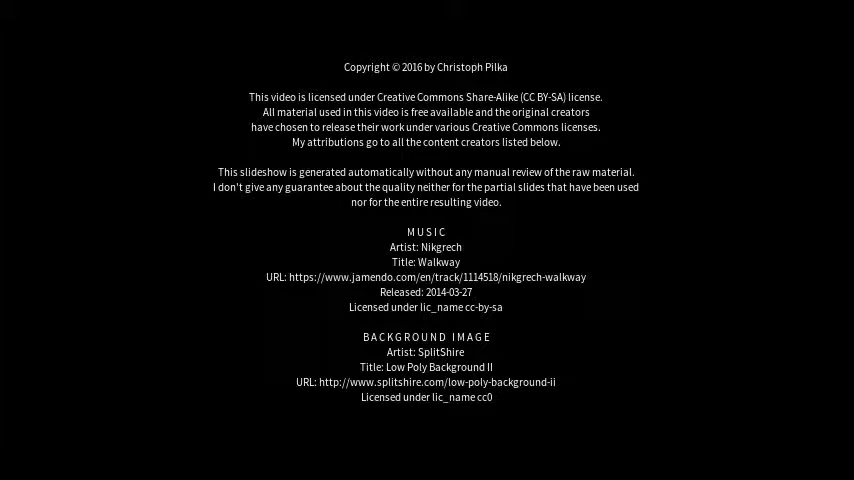 Copyright © 2016 by Christoph Pilka
This video is licensed under Creative Commons Share-Alike (CC BY-SA) license.
All material used in this video is free available and the original creators
have chosen to release their work under various Creative Commons licenses.
My attributions go to all the content creators listed below.
This slideshow is generated automatically without any manual review of the raw material.
I don't give any guarantee about the quality neither for the partial slides that have been used
nor for the entire resulting video.
M U S I C
Artist: Nikgrech
Title: Walkway
URL: https://www.jamendo.com/en/track/1114518/nikgrech-walkway
Released: 2014-03-27
Licensed under lic_name cc-by-sa
B A C K G R O U N D   I M A G E
Artist: SplitShire
Title: Low Poly Background II
URL: http://www.splitshire.com/low-poly-background-ii
Licensed under lic_name cc0